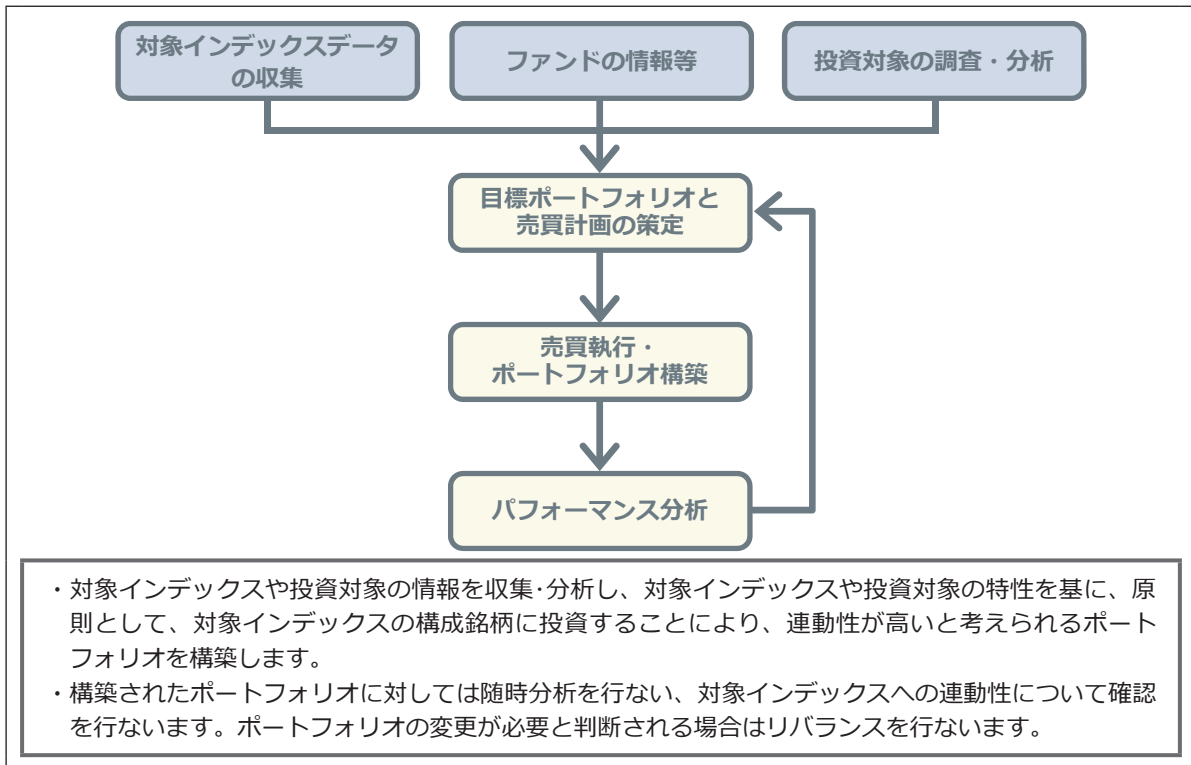 対象インデックスデータ
の収集
ファンドの情報等
投資対象の調査・分析
目標ポートフォリオと
売買計画の策定
売買執行・
ポートフォリオ構築
パフォーマンス分析
・対象インデックスや投資対象の情報を収集･分析し、対象インデックスや投資対象の特性を基に、原
則として、対象インデックスの構成銘柄に投資することにより、連動性が高いと考えられるポート
フォリオを構築します。
・構築されたポートフォリオに対しては随時分析を行ない、対象インデックスへの連動性について確認
を行ないます。ポートフォリオの変更が必要と判断される場合はリバランスを行ないます。